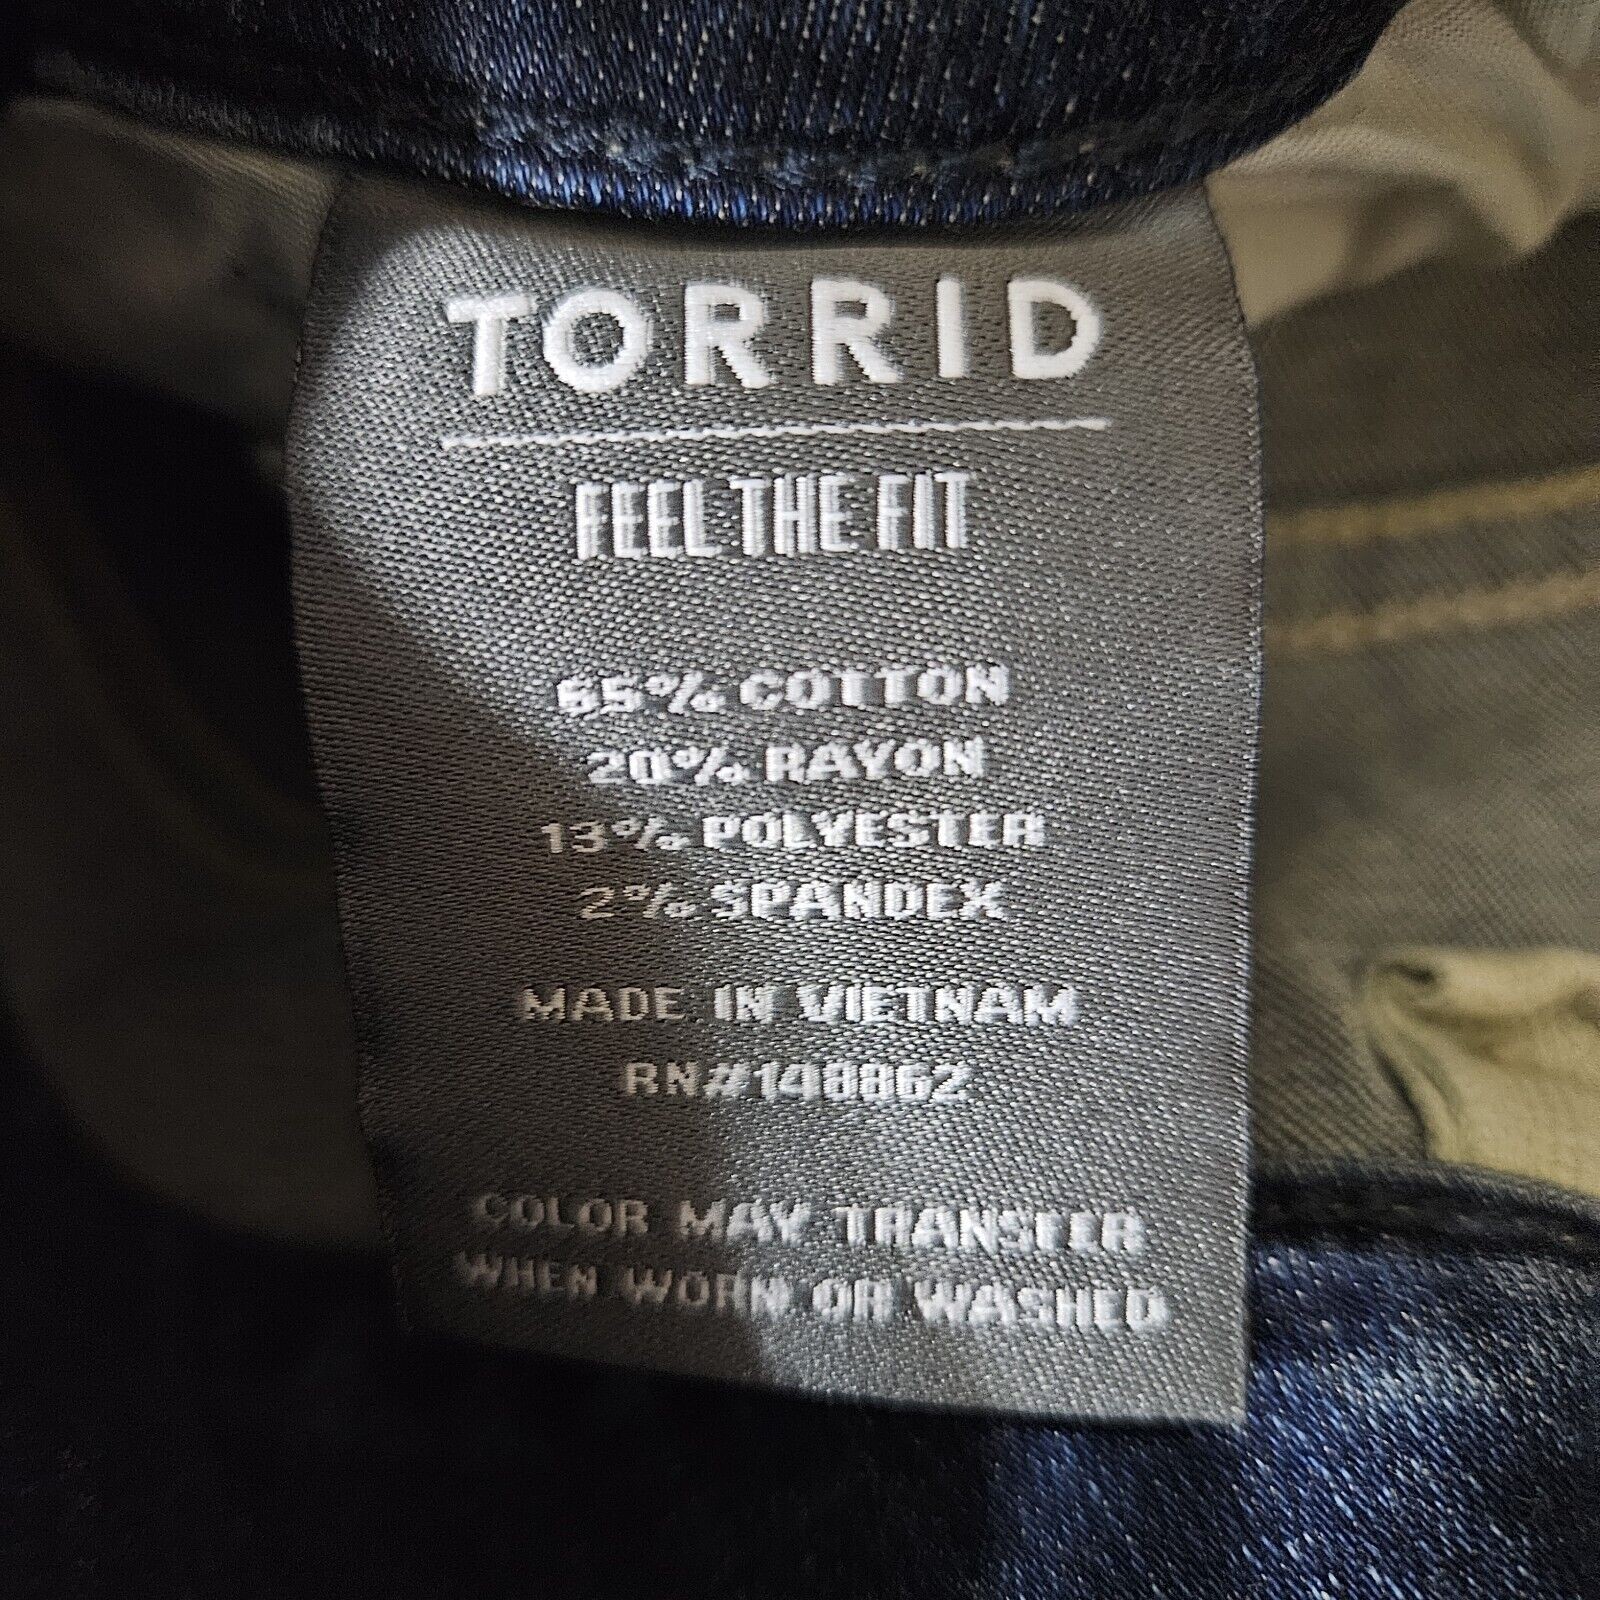 TORRID
FEEL THE FIT
65% COTTON
20% RAYON
13% POLYESTER
2% SPANDEX
MADE IN VIETNAM
RN#148862
COLOR MAY TRANSFER
WHEN WORN OR WASHED